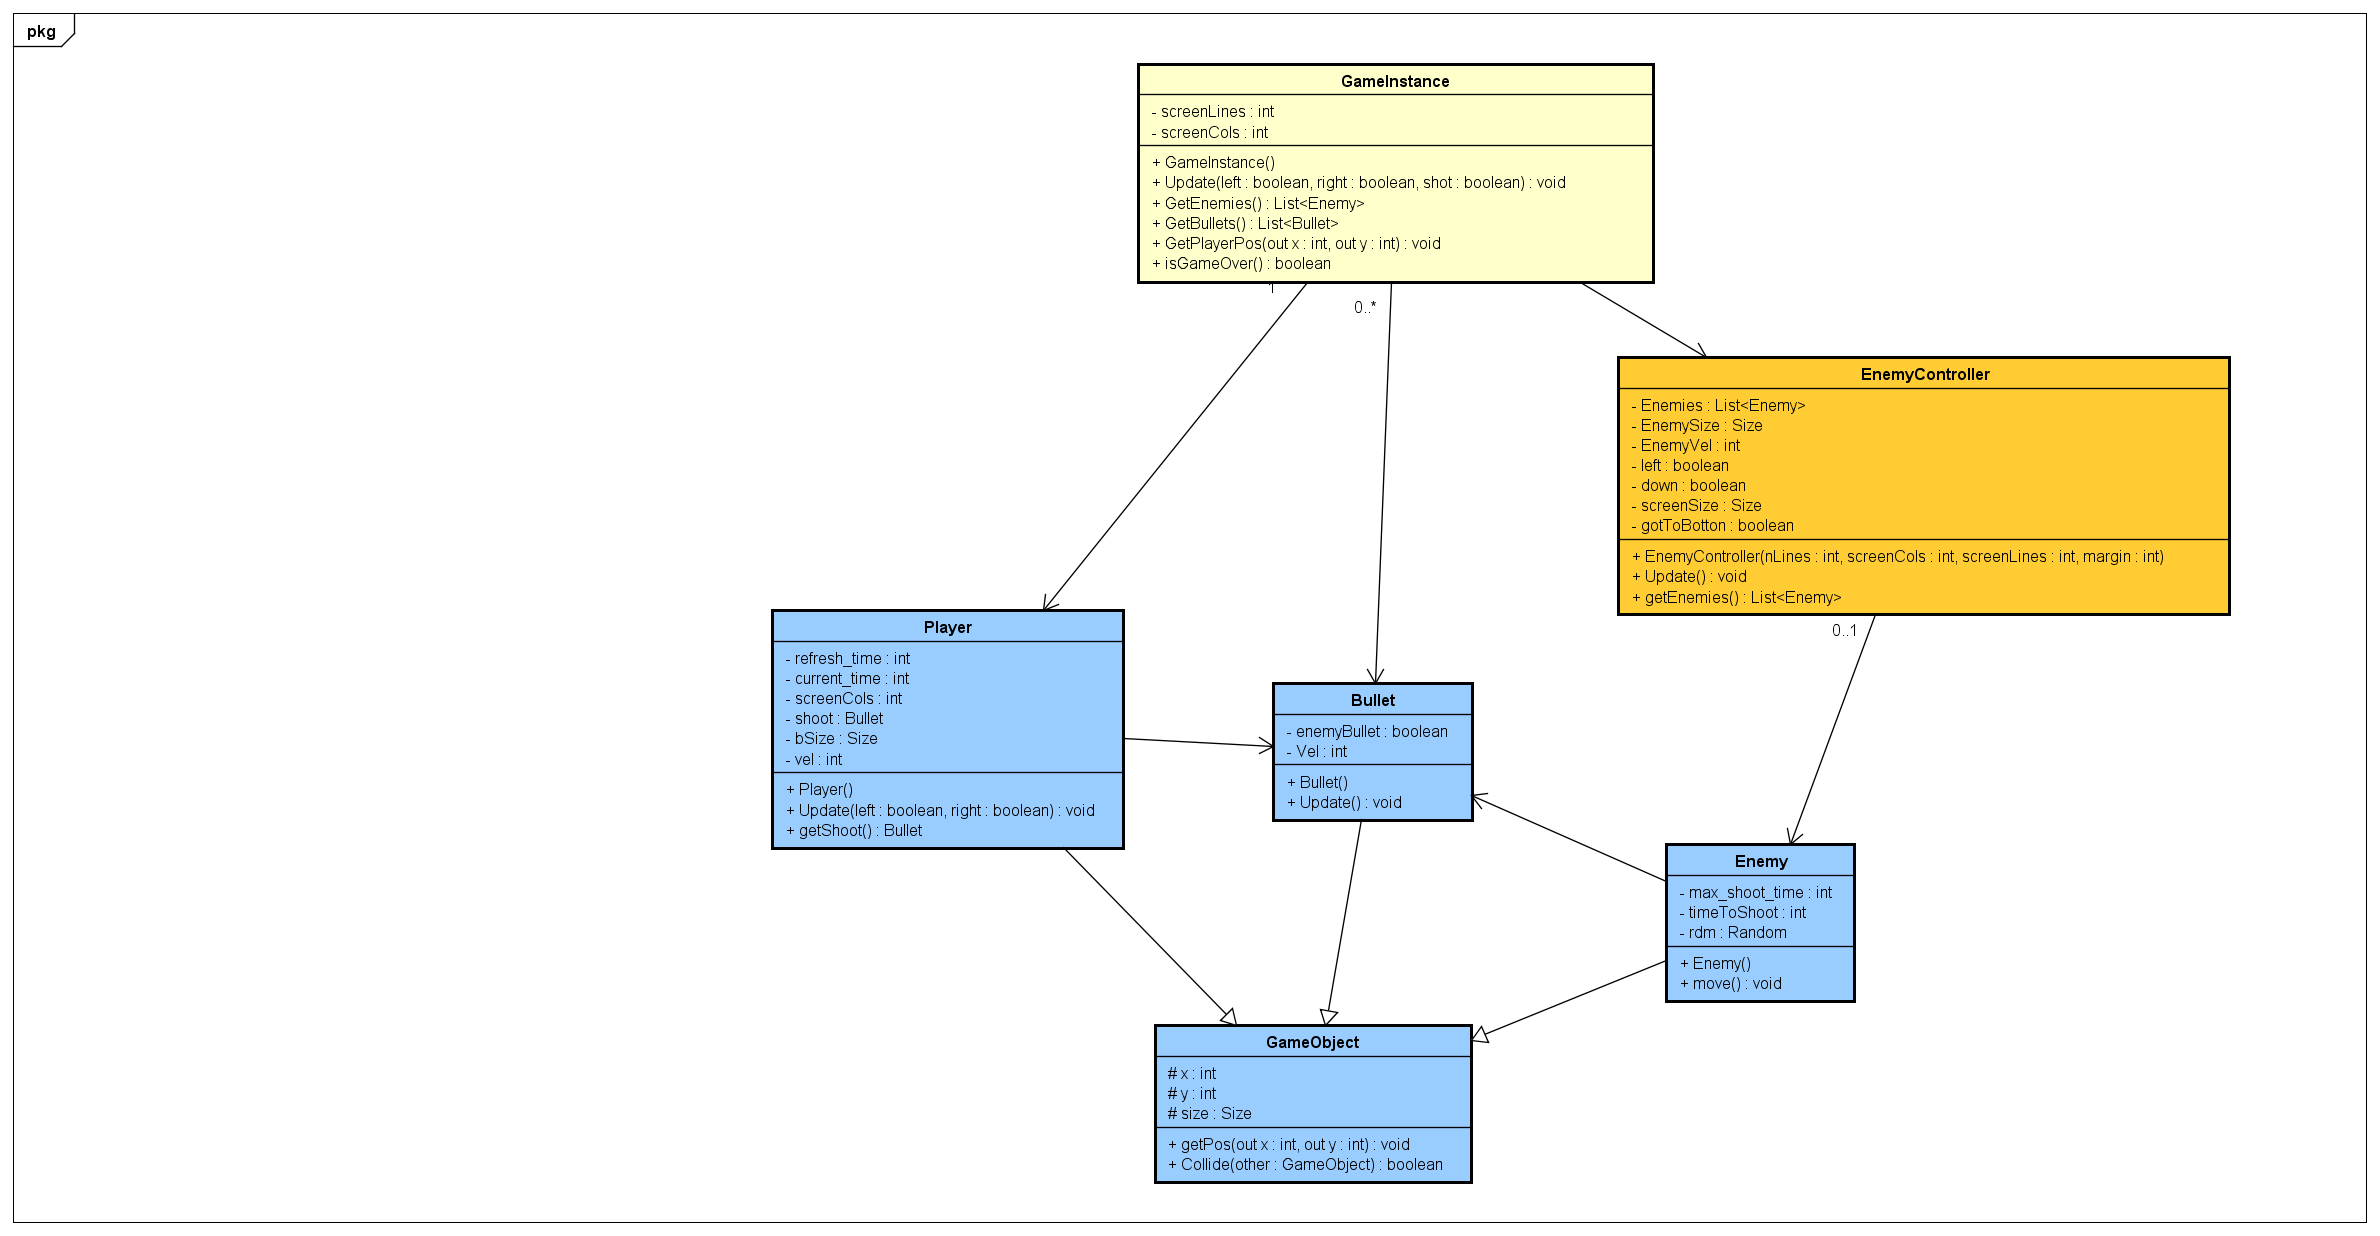 pkg
GameInstance
- screenLines : int
- screenCols : int
+ GameInstance()
+ Update(left : boolean, right : boolean, shot : boolean) : void
+ GetEnemies() : List<Enemy>
+ GetBullets() : List<Bullet>
+ GetPlayerPos(out x : int, out y : int) : void
+ isGameOver() : boolean
1
0..*
EnemyController
- Enemies : List<Enemy>
- EnemySize : Size
- EnemyVel : int
- left : boolean
- down : boolean
- screenSize : Size
- gotToBotton : boolean
+ EnemyController(nLines : int, screenCols : int, screenLines : int, margin : int)
+ Update() : void
+ getEnemies() : List<Enemy>
0..1
Player
- refresh_time : int
- current_time : int
- screenCols : int
- shoot : Bullet
- bSize : Size
- vel : int
+ Player()
+ Update(left : boolean, right : boolean) : void
+ getShoot() : Bullet
Bullet
- enemyBullet : boolean
- Vel : int
+ Bullet()
+ Update() : void
Enemy
- max_shoot_time : int
- timeToShoot : int
- rdm : Random
+ Enemy()
+ move() : void
GameObject
# x : int
# y : int
# size : Size
+ getPos(out x : int, out y : int) : void
+ Collide(other : GameObject) : boolean